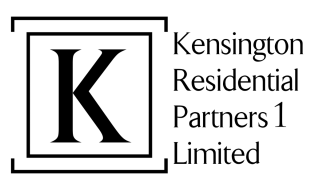 K
Kensington
Residential
Partners 1
Limited